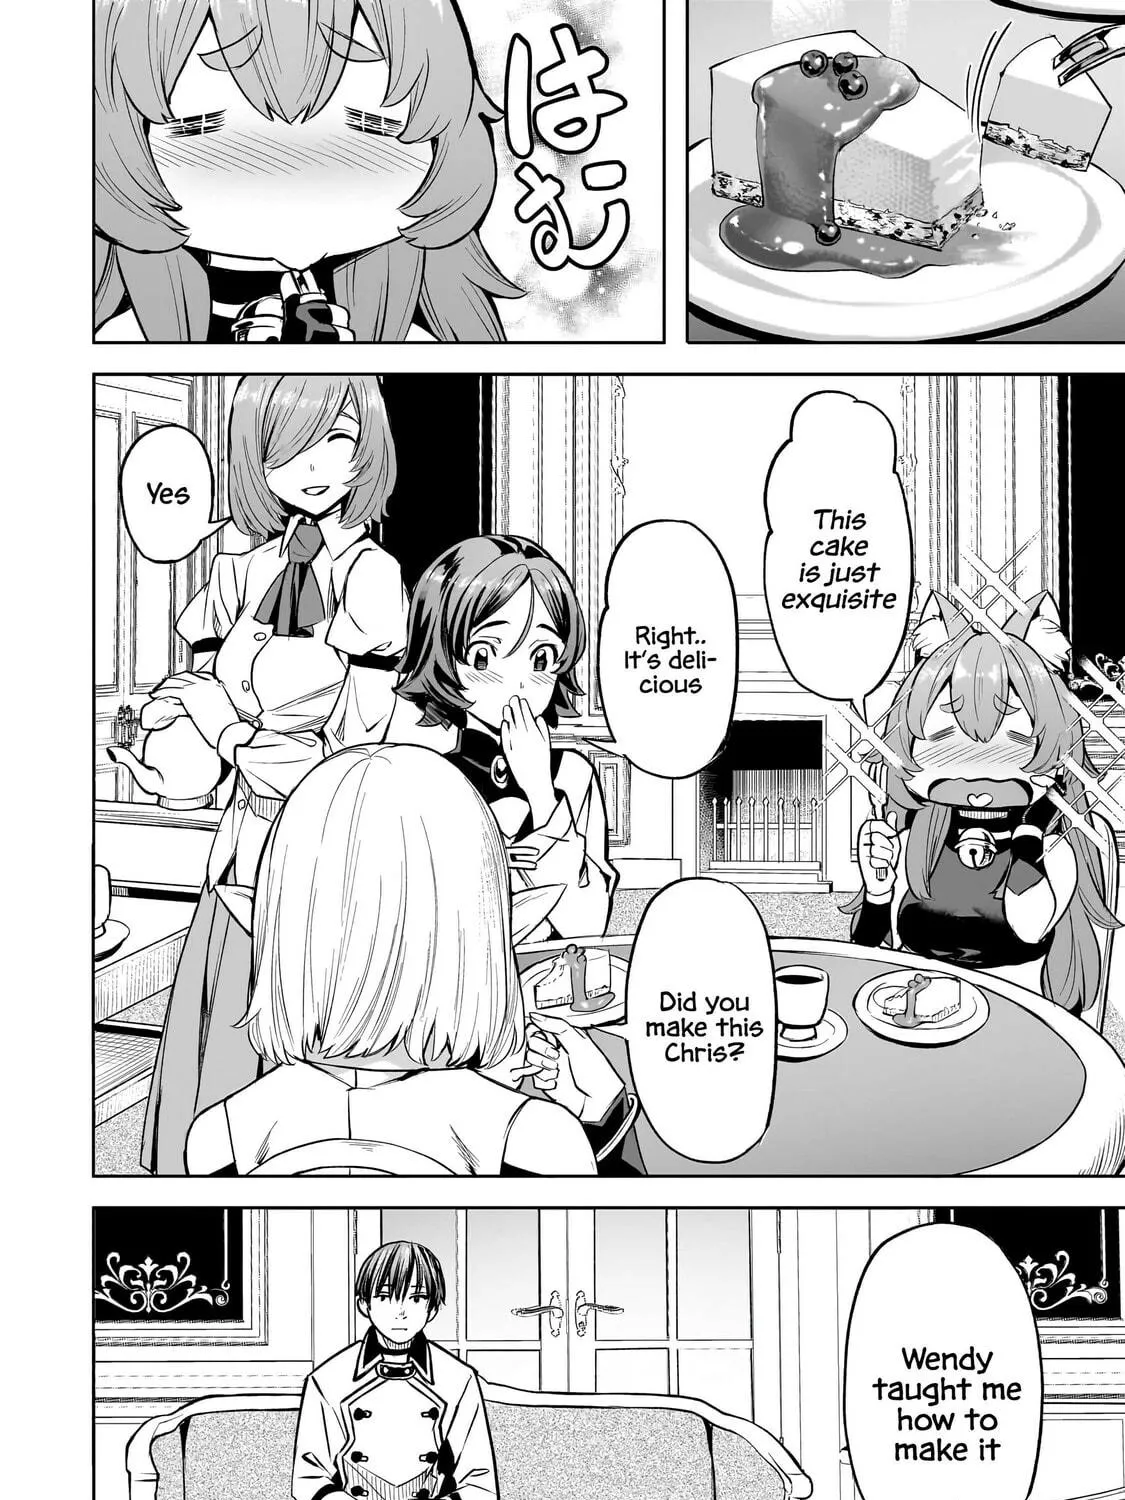 はむ
This
cake
is just
exquisite
Right..
It's deli-
cious
Yes
Did you
make this
Chris?
Wendy
taught me
how to
make it